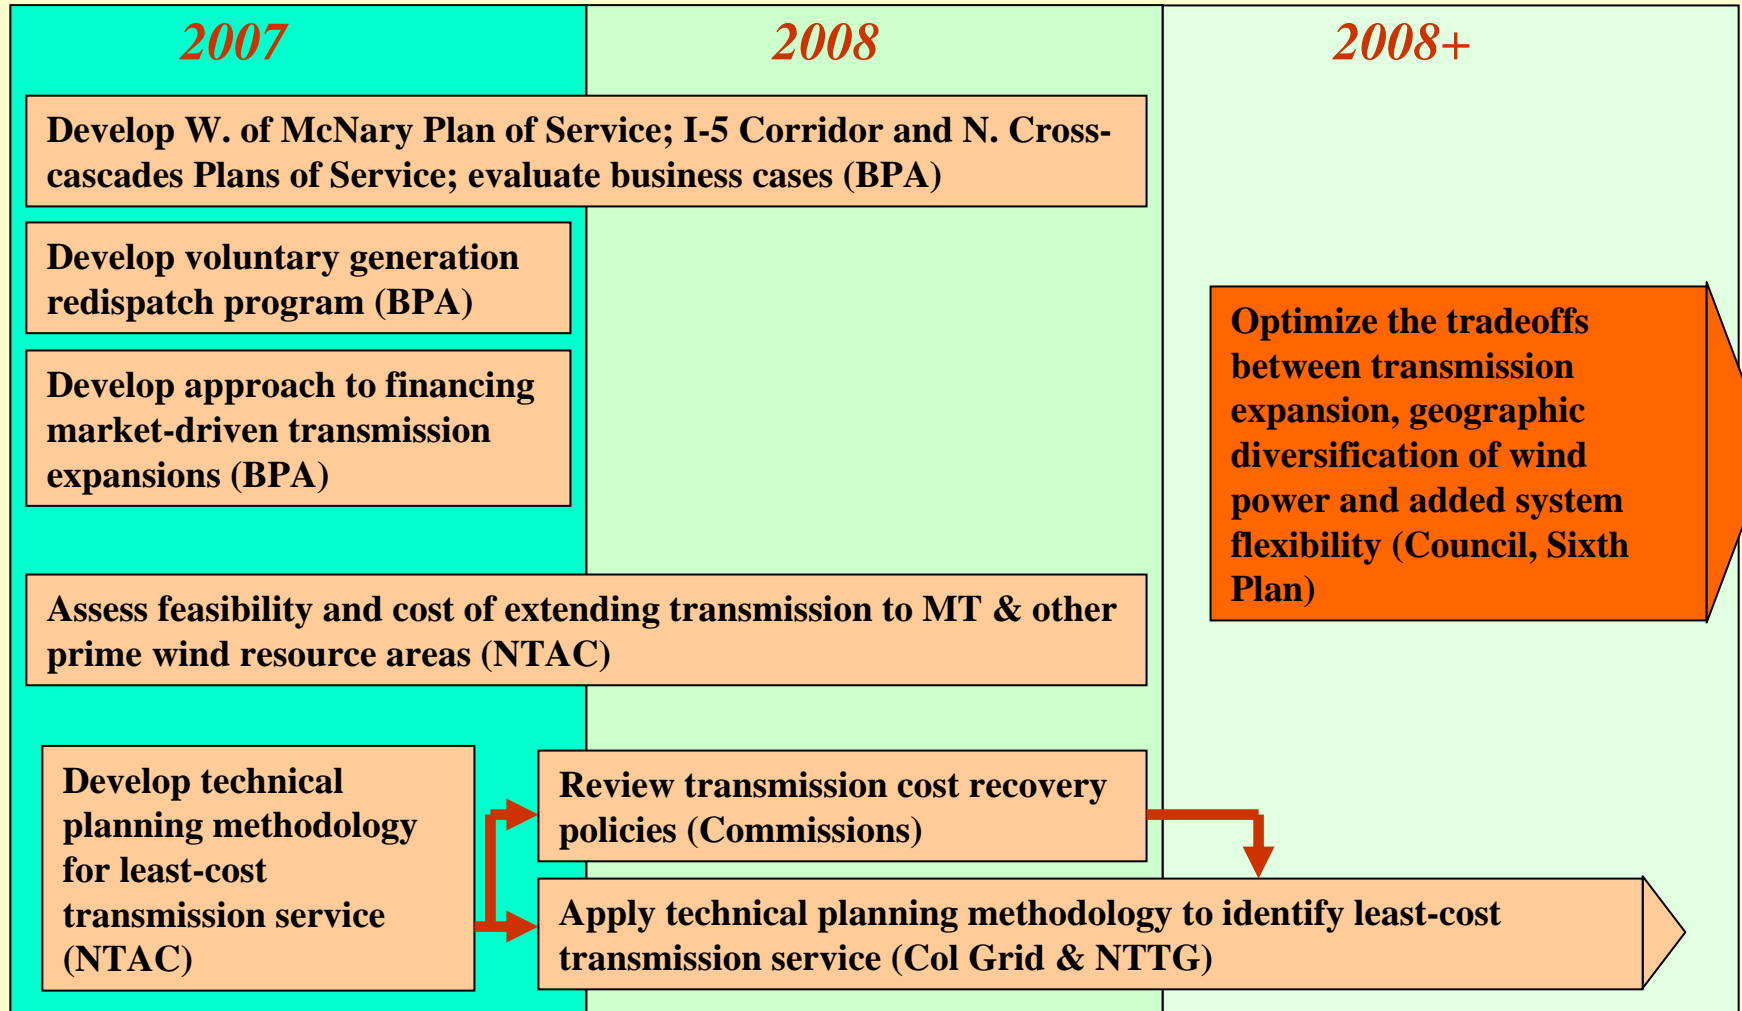 2007
2008
2008+
Develop W. of McNary Plan of Service; I-5 Corridor and N. Cross-
cascades Plans of Service; evaluate business cases (BPA)
Develop voluntary generation
redispatch program (BPA)
Develop approach to financing
market-driven transmission
expansions (BPA)
Optimize the tradeoffs
between transmission
expansion, geographic
diversification of wind
power and added system
flexibility (Council, Sixth
Plan)
Assess feasibility and cost of extending transmission to MT & other
prime wind resource areas (NTAC)
Develop technical
planning methodology
for least-cost
transmission service
(NTAC)
Review transmission cost recovery
policies (Commissions)
Apply technical planning methodology to identify least-cost
transmission service (Col Grid & NTTG)